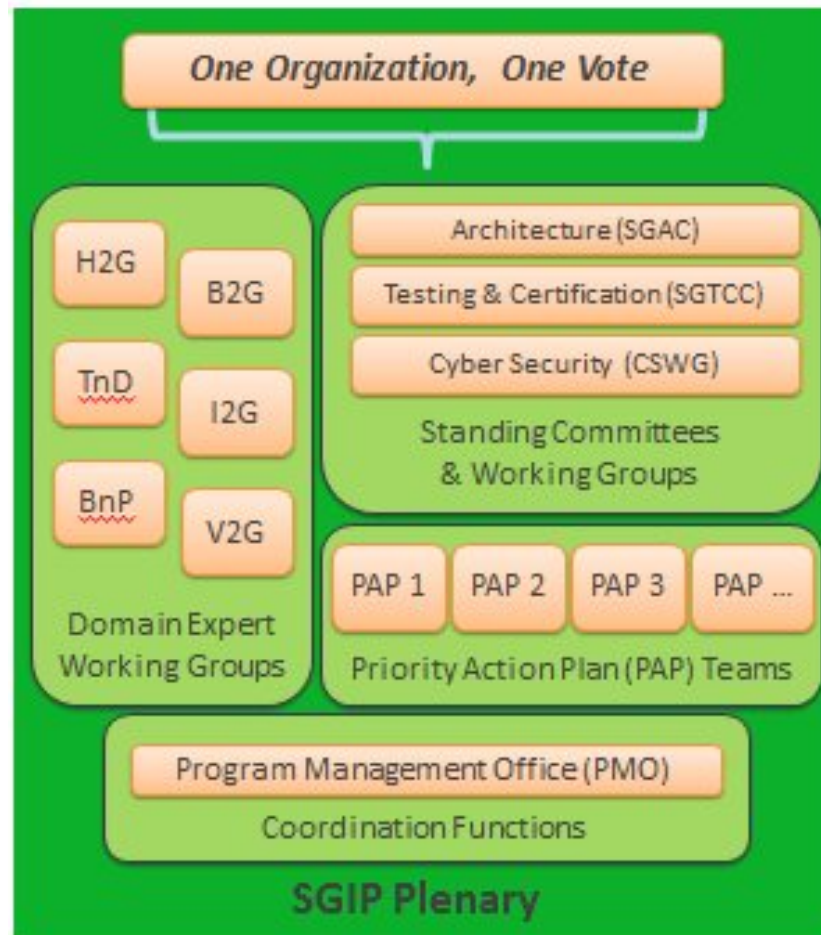 One Organization, One Vote
H2G
B2G
TnD
I2G
BnP
V2G
Domain Expert
Working Groups
Architecture (SGAC)
Testing & Certification (SGTCC)
Cyber Security (CSWG)
Standing Committees
& Working Groups
PAP 1 PAP 2 PAP 3 PAP ...
Priority Action Plan (PAP) Teams
Program Management Office (PMO)
Coordination Functions
SGIP Plenary